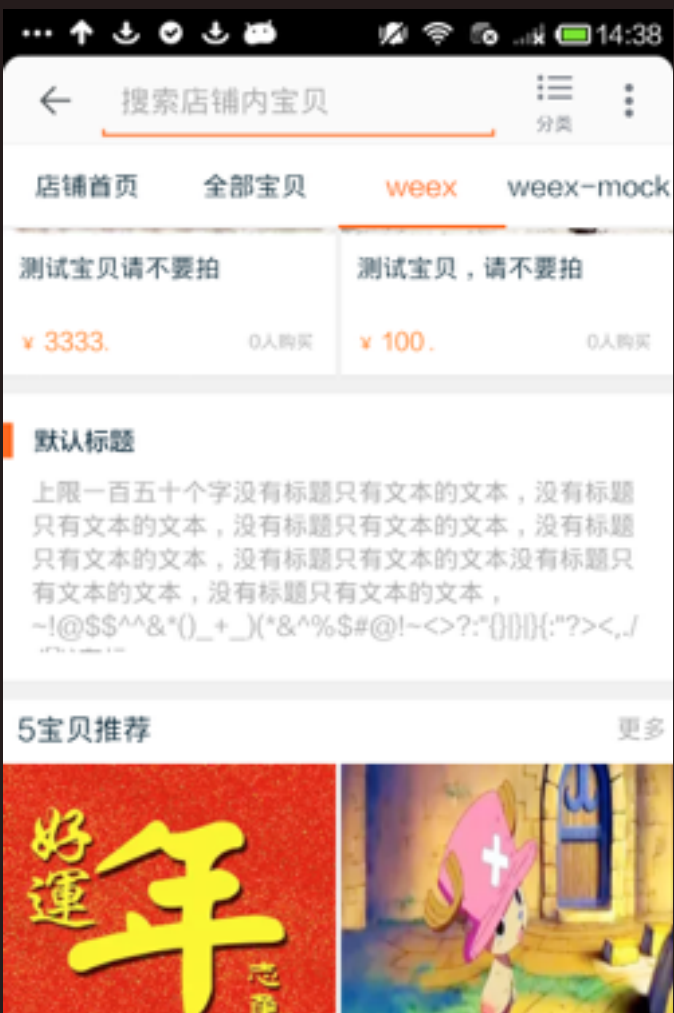 14:38
搜索店铺内宝贝
分类
店铺首页 全部宝贝 weex weex-mock
测试宝贝请不要拍 测试宝贝，请不要拍
¥ 3333. 0人购买 ¥ 100. 0人购买
默认标题
上限一百五十个字没有标题只有文本的文本，没有标题
只有文本的文本，没有标题只有文本的文本，没有标题
只有文本的文本，没有标题只有文本的文本没有标题只
有文本的文本，没有标题只有文本的文本，
~!@$$^^&*()_+_)(*&^%$#@!~<>?:"{}|}|}{:"?><,./
5宝贝推荐 更多
好運
年